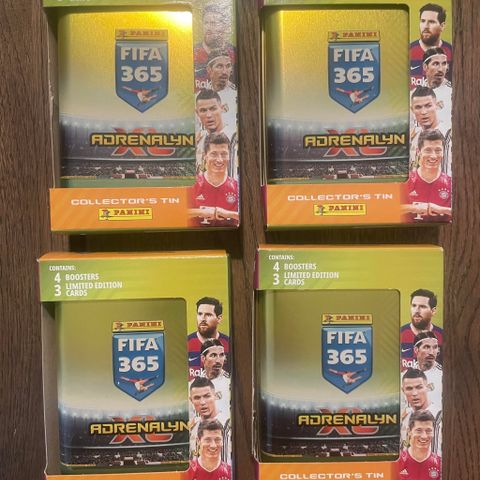 PANINI
FIFA
365
ADRENALYN
XL
COLLECTOR'S TIN
PANINI
PANINI
FIFA
365
ADRENALYN
XL
COLLECTOR'S TIN
PANINI
CONTAINS:
4 BOOSTERS
3 LIMITED EDITION
CARDS
PANINI
FIFA
365
ADRENALYN
XL
CONTAINS:
4 BOOSTERS
3 LIMITED EDITION
CARDS
PANINI
FIFA
365
ADRENALYN
XL
COLLECTOR'S TIN